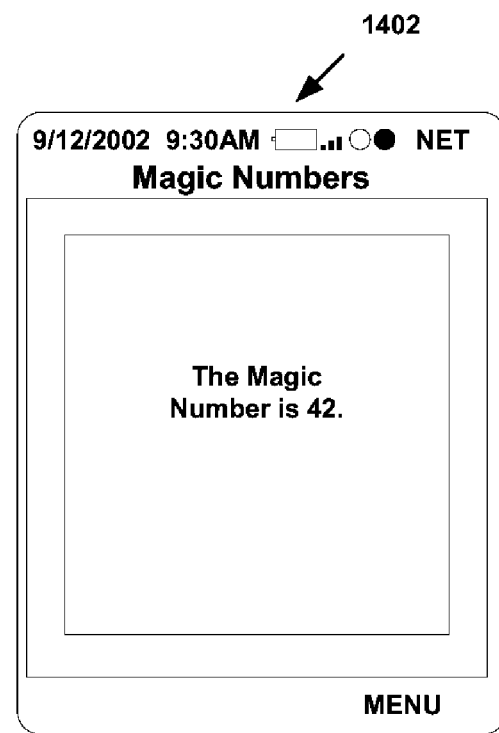 1402
9/12/2002 9:30AM NET
Magic Numbers
The Magic
Number is 42.
MENU